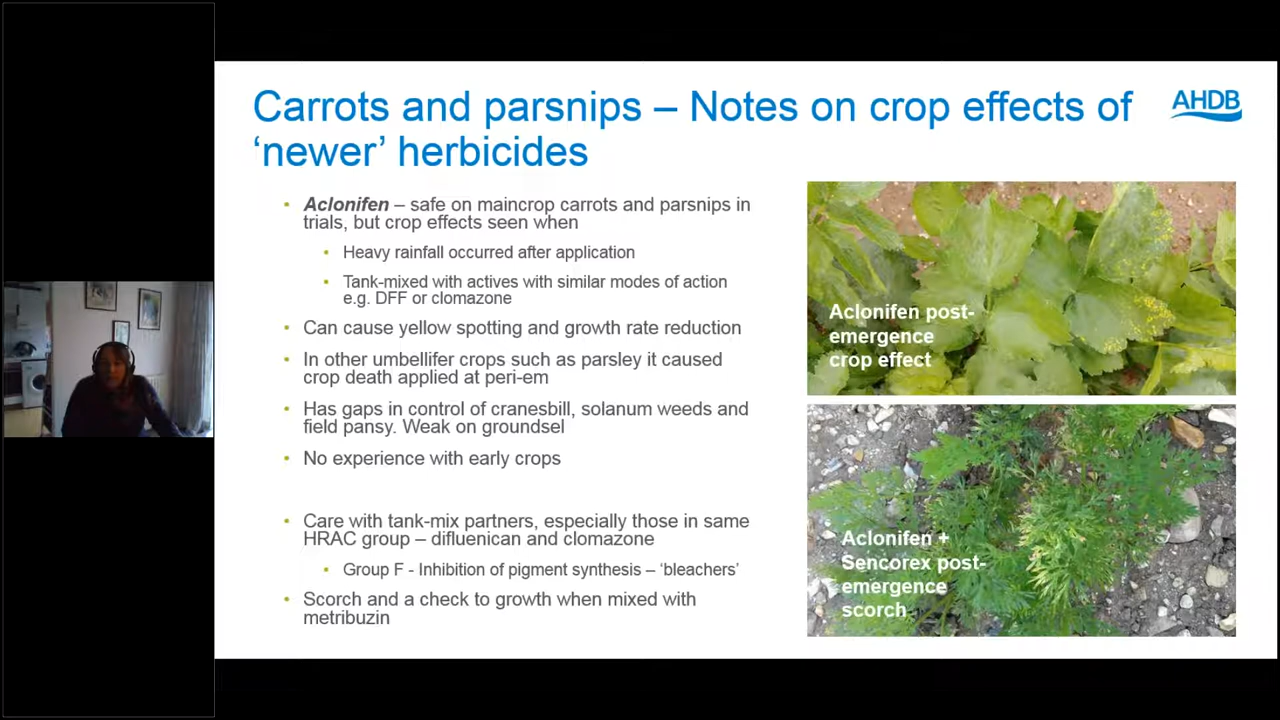 Carrots and parsnips – Notes on crop effects of
‘newer’ herbicides
AHDB
• Aclonifen – safe on maincrop carrots and parsnips in
trials, but crop effects seen when
• Heavy rainfall occurred after application
• Tank-mixed with actives with similar modes of action
e.g. DFF or clomazone
• Can cause yellow spotting and growth rate reduction
• In other umbellifer crops such as parsley it caused
crop death applied at peri-em
• Has gaps in control of cranesbill, solanum weeds and
field pansy. Weak on groundsel
• No experience with early crops
• Care with tank-mix partners, especially those in same
HRAC group – difluenican and clomazone
• Group F - Inhibition of pigment synthesis – ‘bleachers’
• Scorch and a check to growth when mixed with
metribuzin
Aclonifen post-
emergence
crop effect
Aclonifen +
Sencorex post-
emergence
scorch